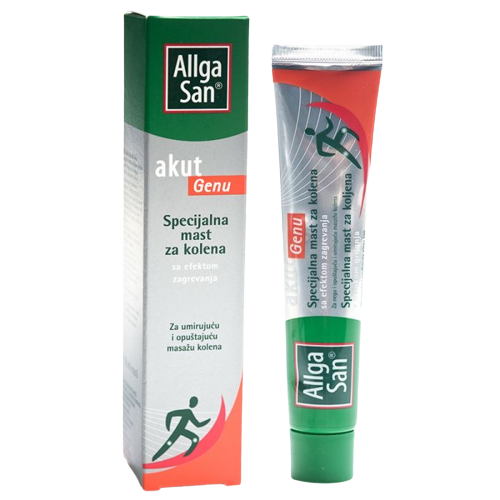 Allga
San®
akut
Genu
Specijalna
mast
za kolena
sa efektom
zagrevanja
Za umirujuću
i opuštajuću
masažu kolena
akut
Genu
Specijalna mast za kolena
Specijalna mast za koljena
sa efektom zagrevanja
Allga
San®